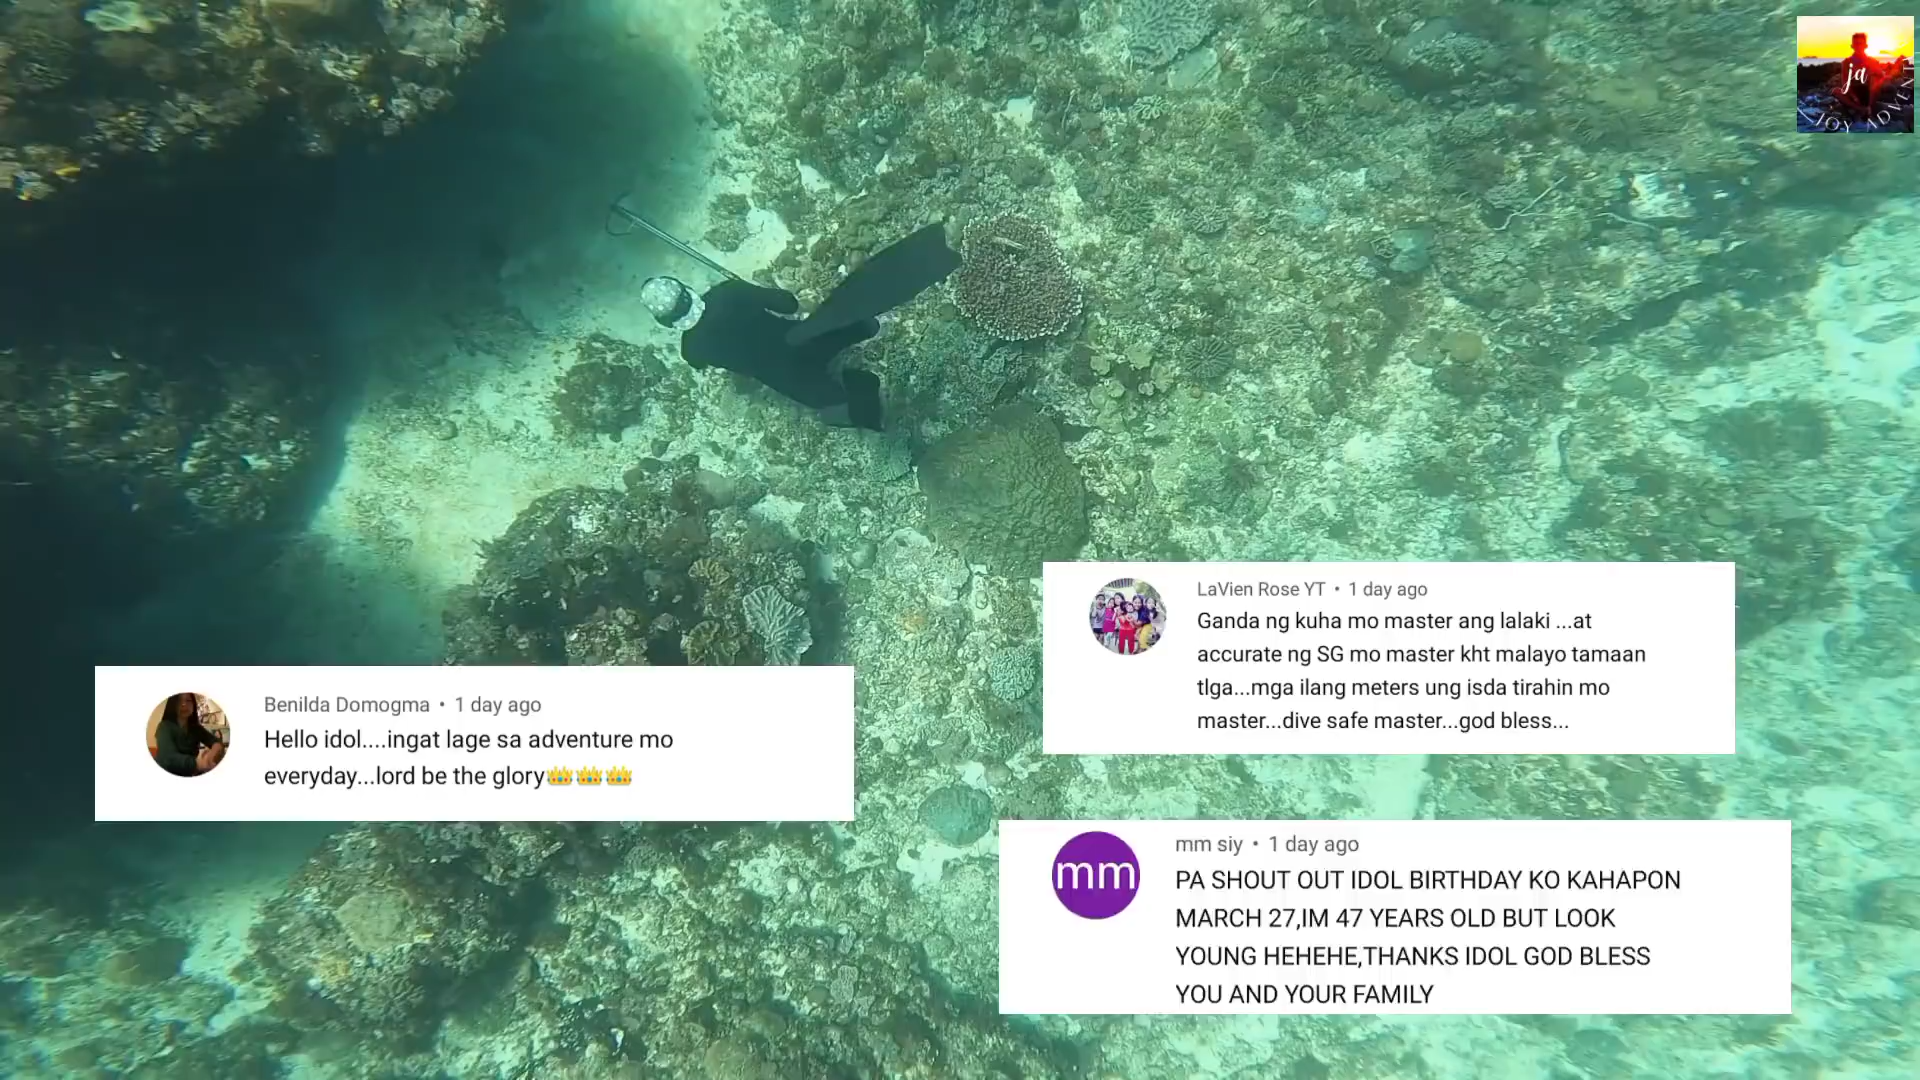 ja
JOY ADVENT
Benilda Domogma • 1 day ago
Hello idol....ingat lage sa adventure mo
everyday...lord be the glory👑👑👑
LaVien Rose YT • 1 day ago
Ganda ng kuha mo master ang lalaki ...at
accurate ng SG mo master kht malayo tamaan
tlga...mga ilang meters ung isda tirahin mo
master...dive safe master...god bless...
mm
mm siy • 1 day ago
PA SHOUT OUT IDOL BIRTHDAY KO KAHAPON
MARCH 27,IM 47 YEARS OLD BUT LOOK
YOUNG HEHEHE,THANKS IDOL GOD BLESS
YOU AND YOUR FAMILY